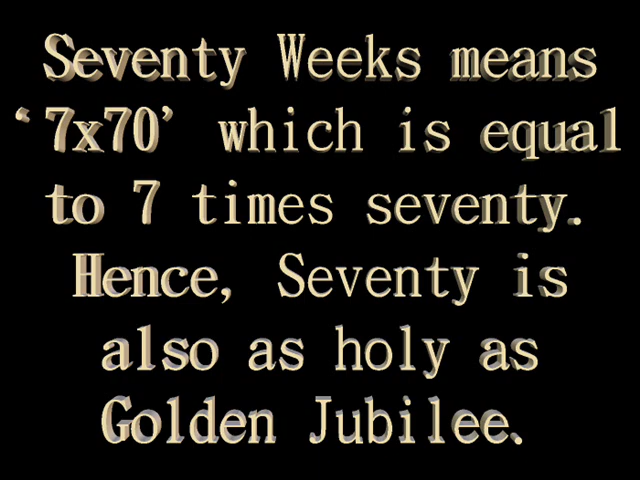 Seventy Weeks means
‘7x70’ which is equal
to 7 times seventy.
Hence, Seventy is
also as holy as
Golden Jubilee.